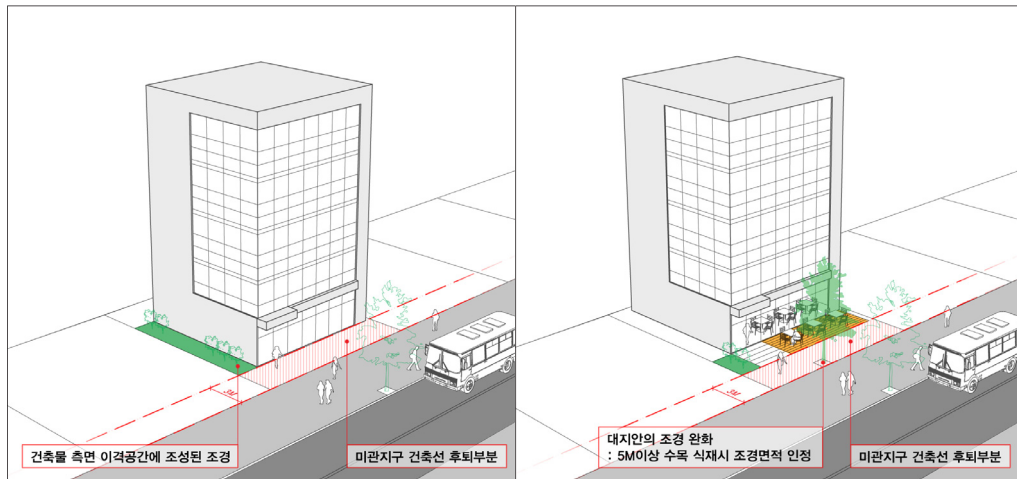 3M
건축물 측면 이격공간에 조성된 조경
미관지구 건축선 후퇴부분
3M
대지안의 조경 완화
: 5M이상 수목 식재시 조경면적 인정
미관지구 건축선 후퇴부분